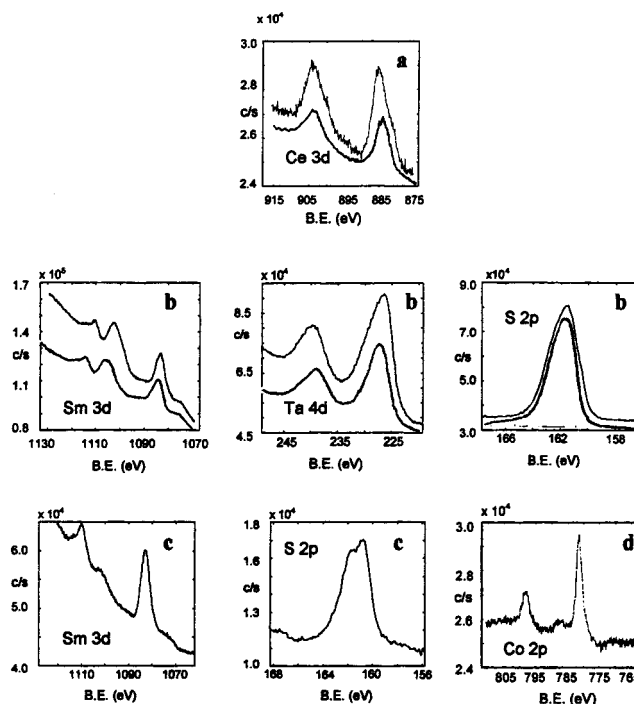 x 10⁴
3.0
a
2.8
c/s
2.6
Ce 3d
2.4
915 905 895 885 875
B.E. (eV)
x 10⁵
1.7
b
1.4
c/s
1.1
Sm 3d
0.8
1130 1110 1090 1070
B.E. (eV)
x 10⁴
b
8.5
c/s
6.5
Ta 4d
4.5
245 235 225
B.E. (eV)
x 10⁴
9.0
b
S 2p
7.0
c/s
5.0
3.0
166 162 158
B.E. (eV)
x 10⁴
c
6.0
c/s
5.0
Sm 3d
4.0
1110 1090 1070
B.E. (eV)
x 10⁴
1.7
S 2p
c
1.5
c/s
1.3
1.0
168 164 160 156
B.E. (eV)
x 10⁴
3.0
d
2.8
c/s
2.6
Co 2p
2.4
805 795 785 775
B.E. (eV)